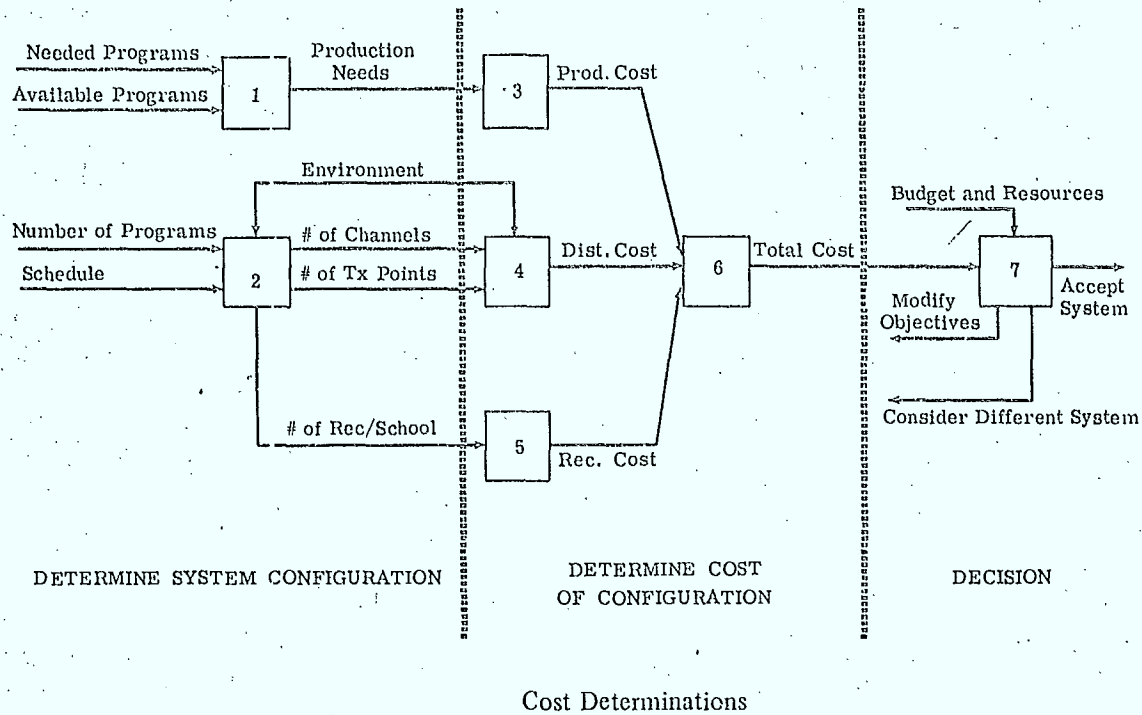 Needed Programs
Available Programs
1
Production
Needs
3
Prod. Cost
Environment
Number of Programs
Schedule
2
# of Channels
# of Tx Points
4
Dist. Cost
6
Total Cost
Budget and Resources
7
Accept
System
Modify
Objectives
Consider Different System
# of Rec/School
5
Rec. Cost
DETERMINE SYSTEM CONFIGURATION
DETERMINE COST
OF CONFIGURATION
DECISION
Cost Determinations